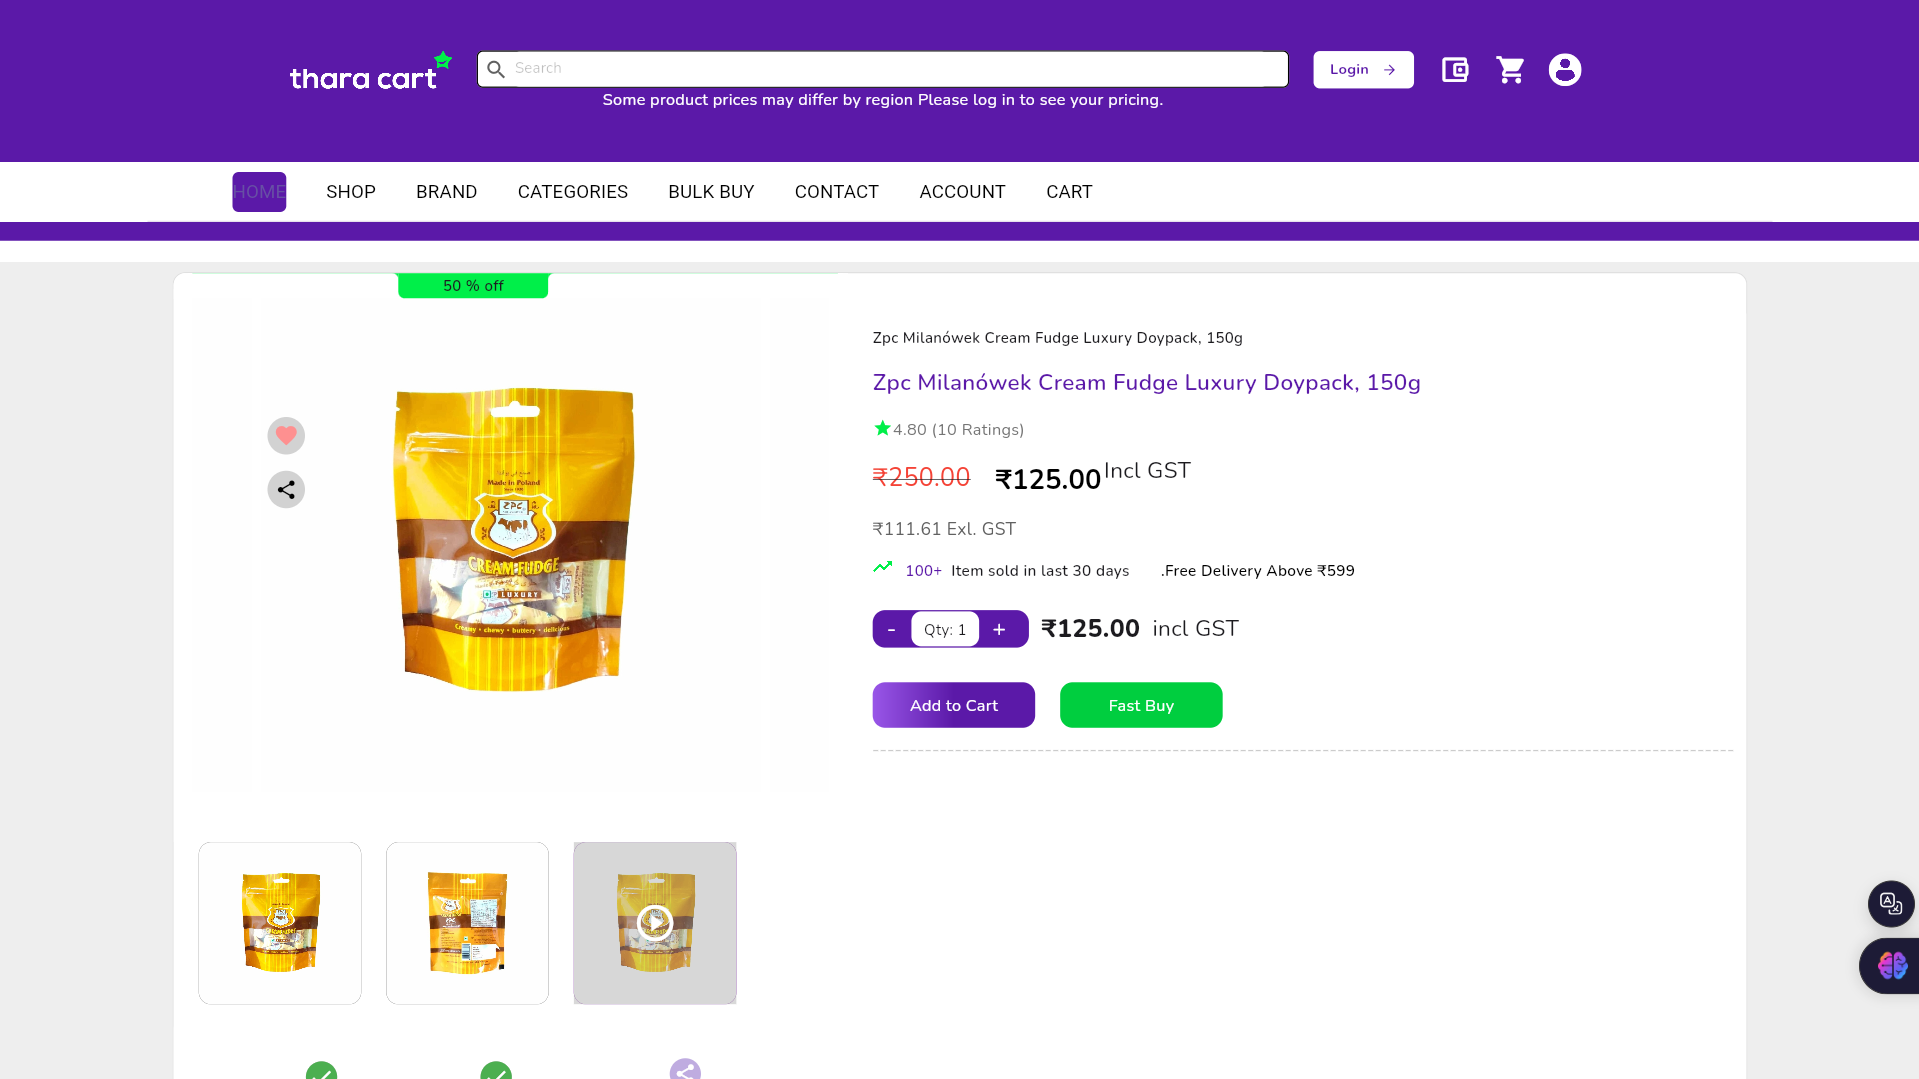 thara cart
Search
Login
Some product prices may differ by region Please log in to see your pricing.
HOME
SHOP
BRAND
CATEGORIES
BULK BUY
CONTACT
ACCOUNT
CART
50 % off
Made in Poland
ZPC
CREAM FUDGE
LUXURY
Creamy • chewy • buttery • delicious
Zpc Milanówek Cream Fudge Luxury Doypack, 150g
Zpc Milanówek Cream Fudge Luxury Doypack, 150g
4.80 (10 Ratings)
₹250.00 ₹125.00 Incl GST
₹111.61 Exl. GST
100+ Item sold in last 30 days .Free Delivery Above ₹599
- Qty: 1 + ₹125.00 incl GST
Add to Cart
Fast Buy